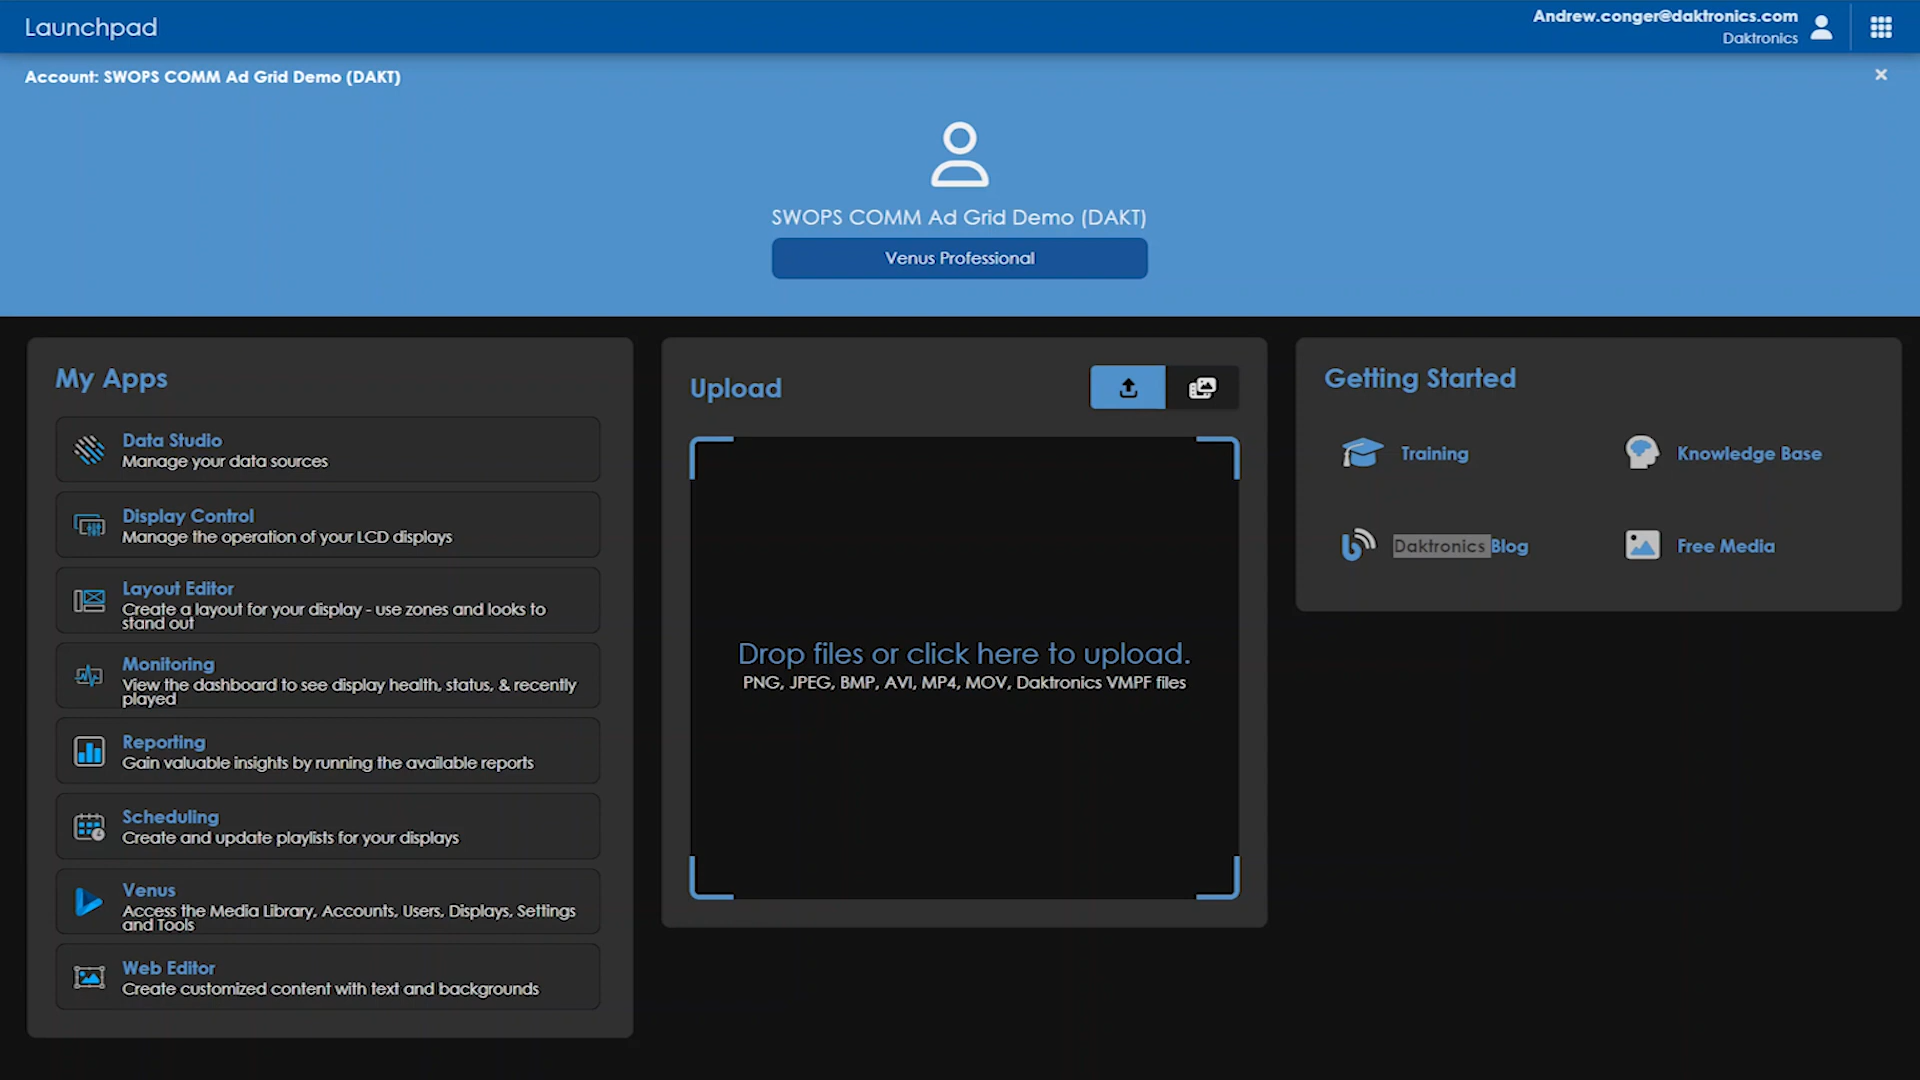 Launchpad
Andrew.conger@daktronics.com
Daktronics
Account: SWOPS COMM Ad Grid Demo (DAKT)
SWOPS COMM Ad Grid Demo (DAKT)
Venus Professional
My Apps
Data Studio
Manage your data sources
Display Control
Manage the operation of your LCD displays
Layout Editor
Create a layout for your display - use zones and looks to
stand out
Monitoring
View the dashboard to see display health, status, & recently
played
Reporting
Gain valuable insights by running the available reports
Scheduling
Create and update playlists for your displays
Venus
Access the Media Library, Accounts, Users, Displays, Settings
and Tools
Web Editor
Create customized content with text and backgrounds
Upload
Drop files or click here to upload.
PNG, JPEG, BMP, AVI, MP4, MOV, Daktronics VMPF files
Getting Started
Training
Knowledge Base
Daktronics Blog
Free Media